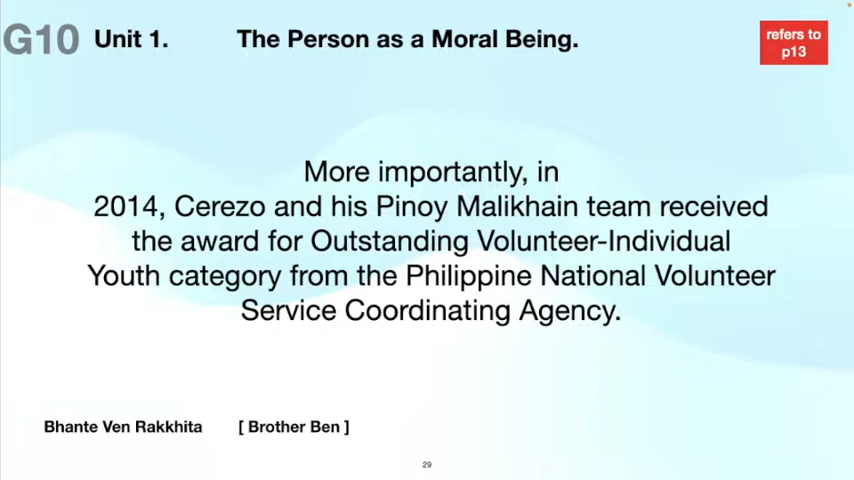 G10 Unit 1. The Person as a Moral Being.
refers to
p13
More importantly, in
2014, Cerezo and his Pinoy Malikhain team received
the award for Outstanding Volunteer-Individual
Youth category from the Philippine National Volunteer
Service Coordinating Agency.
Bhante Ven Rakkhita [ Brother Ben ]
29